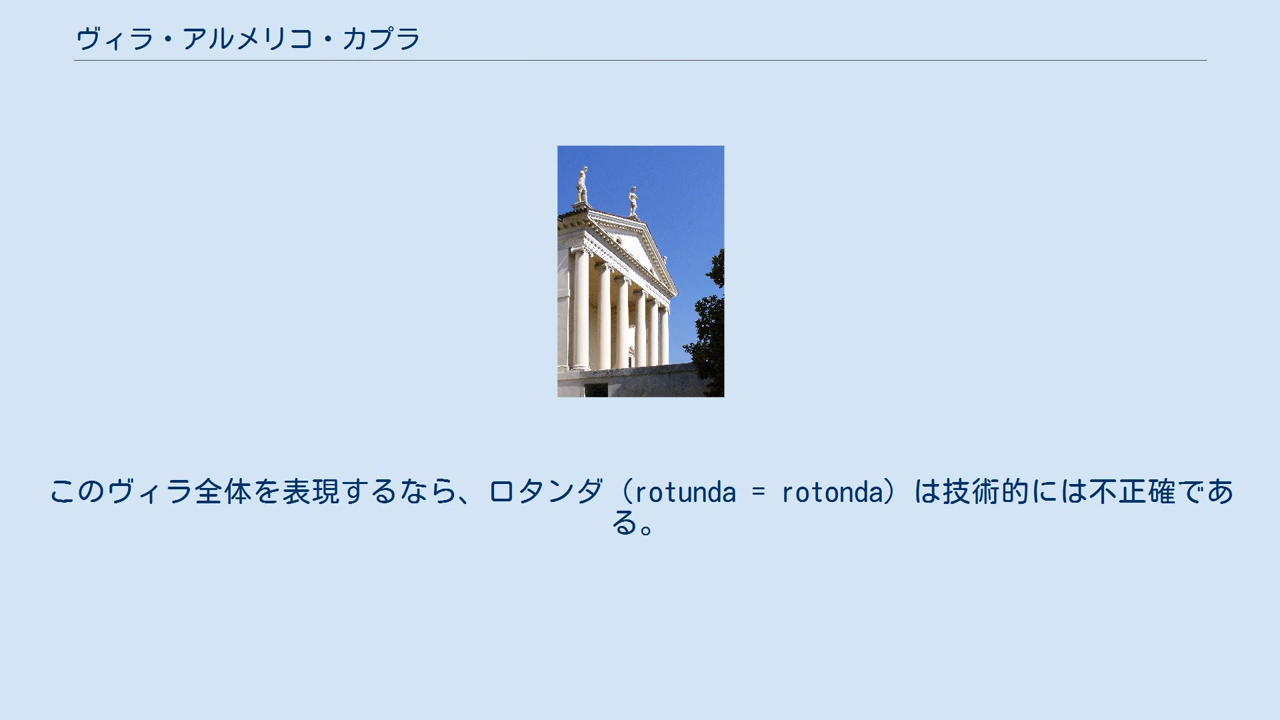 ヴィラ・アルメリコ・カプラ
このヴィラ全体を表現するなら、ロタンダ（rotunda = rotonda）は技術的には不正確であ
る。